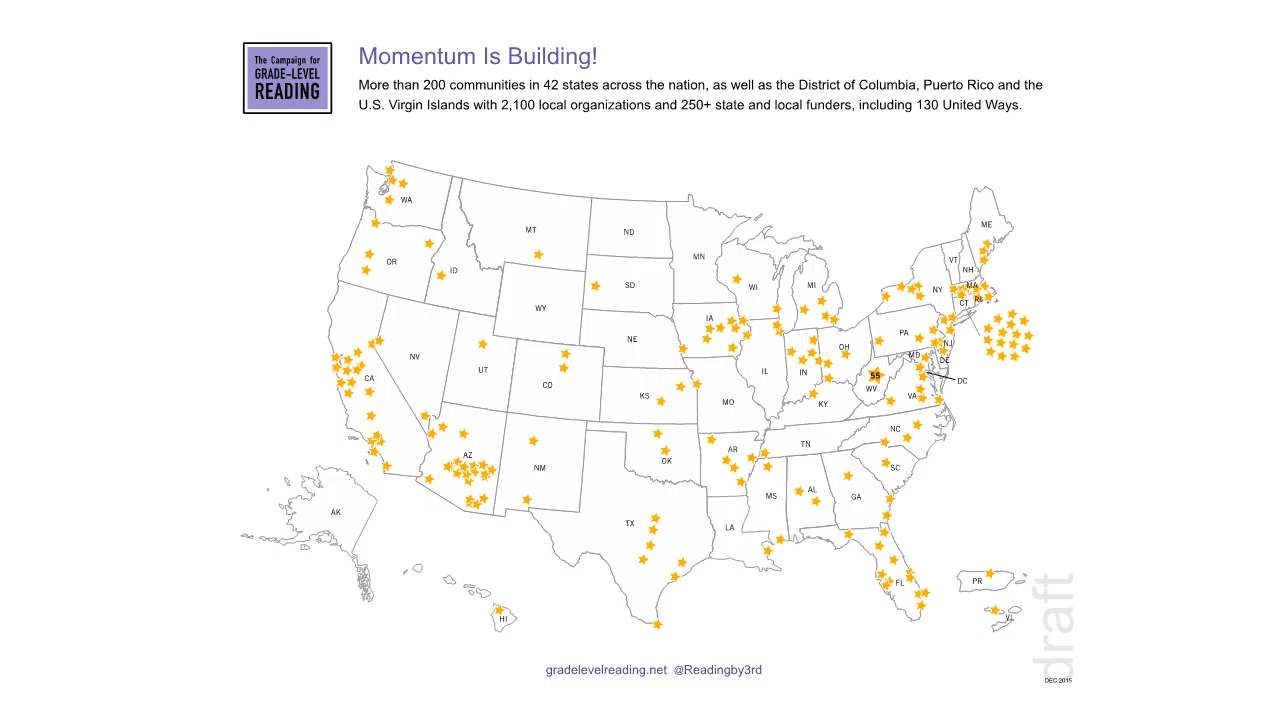 The Campaign for
GRADE-LEVEL
READING
Momentum Is Building!
More than 200 communities in 42 states across the nation, as well as the District of Columbia, Puerto Rico and the
U.S. Virgin Islands with 2,100 local organizations and 250+ state and local funders, including 130 United Ways.
WA
MT
ND
MN
ME
VT
NH
OR
ID
SD
WI
MI
NY
MA
CT
RI
WY
IA
NE
PA
NJ
OH
MD
DE
NV
UT
CO
IL
IN
55
WV
DC
CA
KS
MO
KY
VA
AZ
NM
OK
AR
TN
NC
SC
MS
AL
GA
TX
LA
AK
FL
PR
HI
VI
draft
gradelevelreading.net @Readingby3rd
DEC 2015